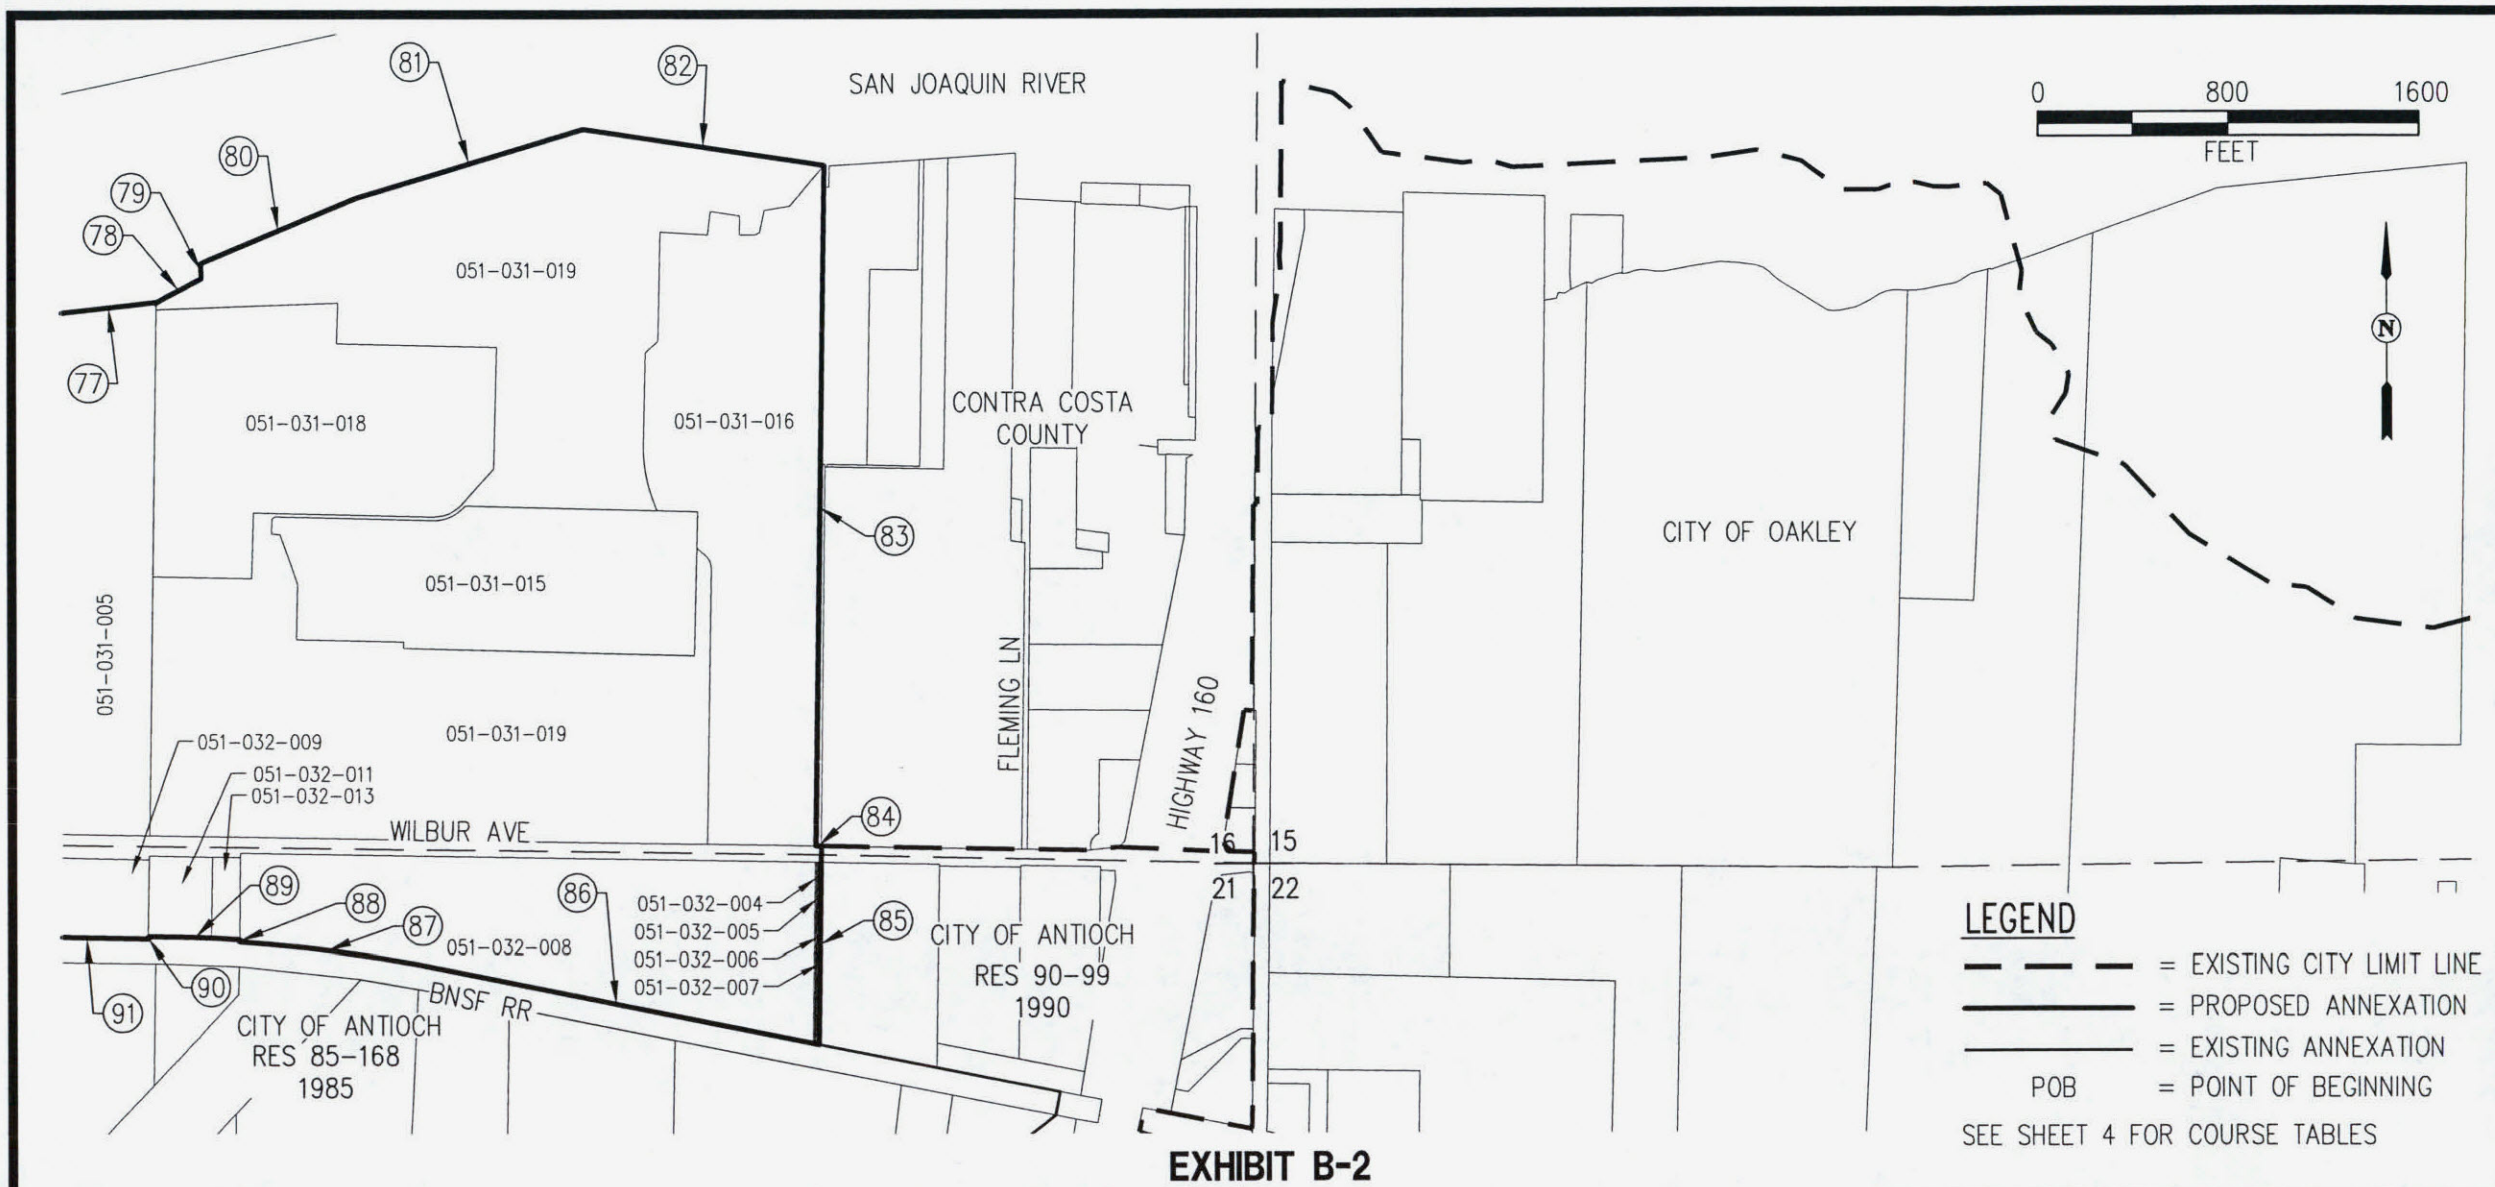 81
82
SAN JOAQUIN RIVER
0 800 1600
FEET
80
79
78
77
051-031-019
N
051-031-018
051-031-016
CONTRA COSTA
COUNTY
83
CITY OF OAKLEY
051-031-015
051-031-005
FLEMING LN
HIGHWAY 160
051-032-009
051-031-019
051-032-011
051-032-013
WILBUR AVE
84
16 15
21 22
89
88
87
86
051-032-004
051-032-005
051-032-006
051-032-007
85
051-032-008
CITY OF ANTIOCH
RES 90-99
1990
91
90
BNSF RR
CITY OF ANTIOCH
RES 85-168
1985
LEGEND
= EXISTING CITY LIMIT LINE
= PROPOSED ANNEXATION
= EXISTING ANNEXATION
POB = POINT OF BEGINNING
SEE SHEET 4 FOR COURSE TABLES
EXHIBIT B-2